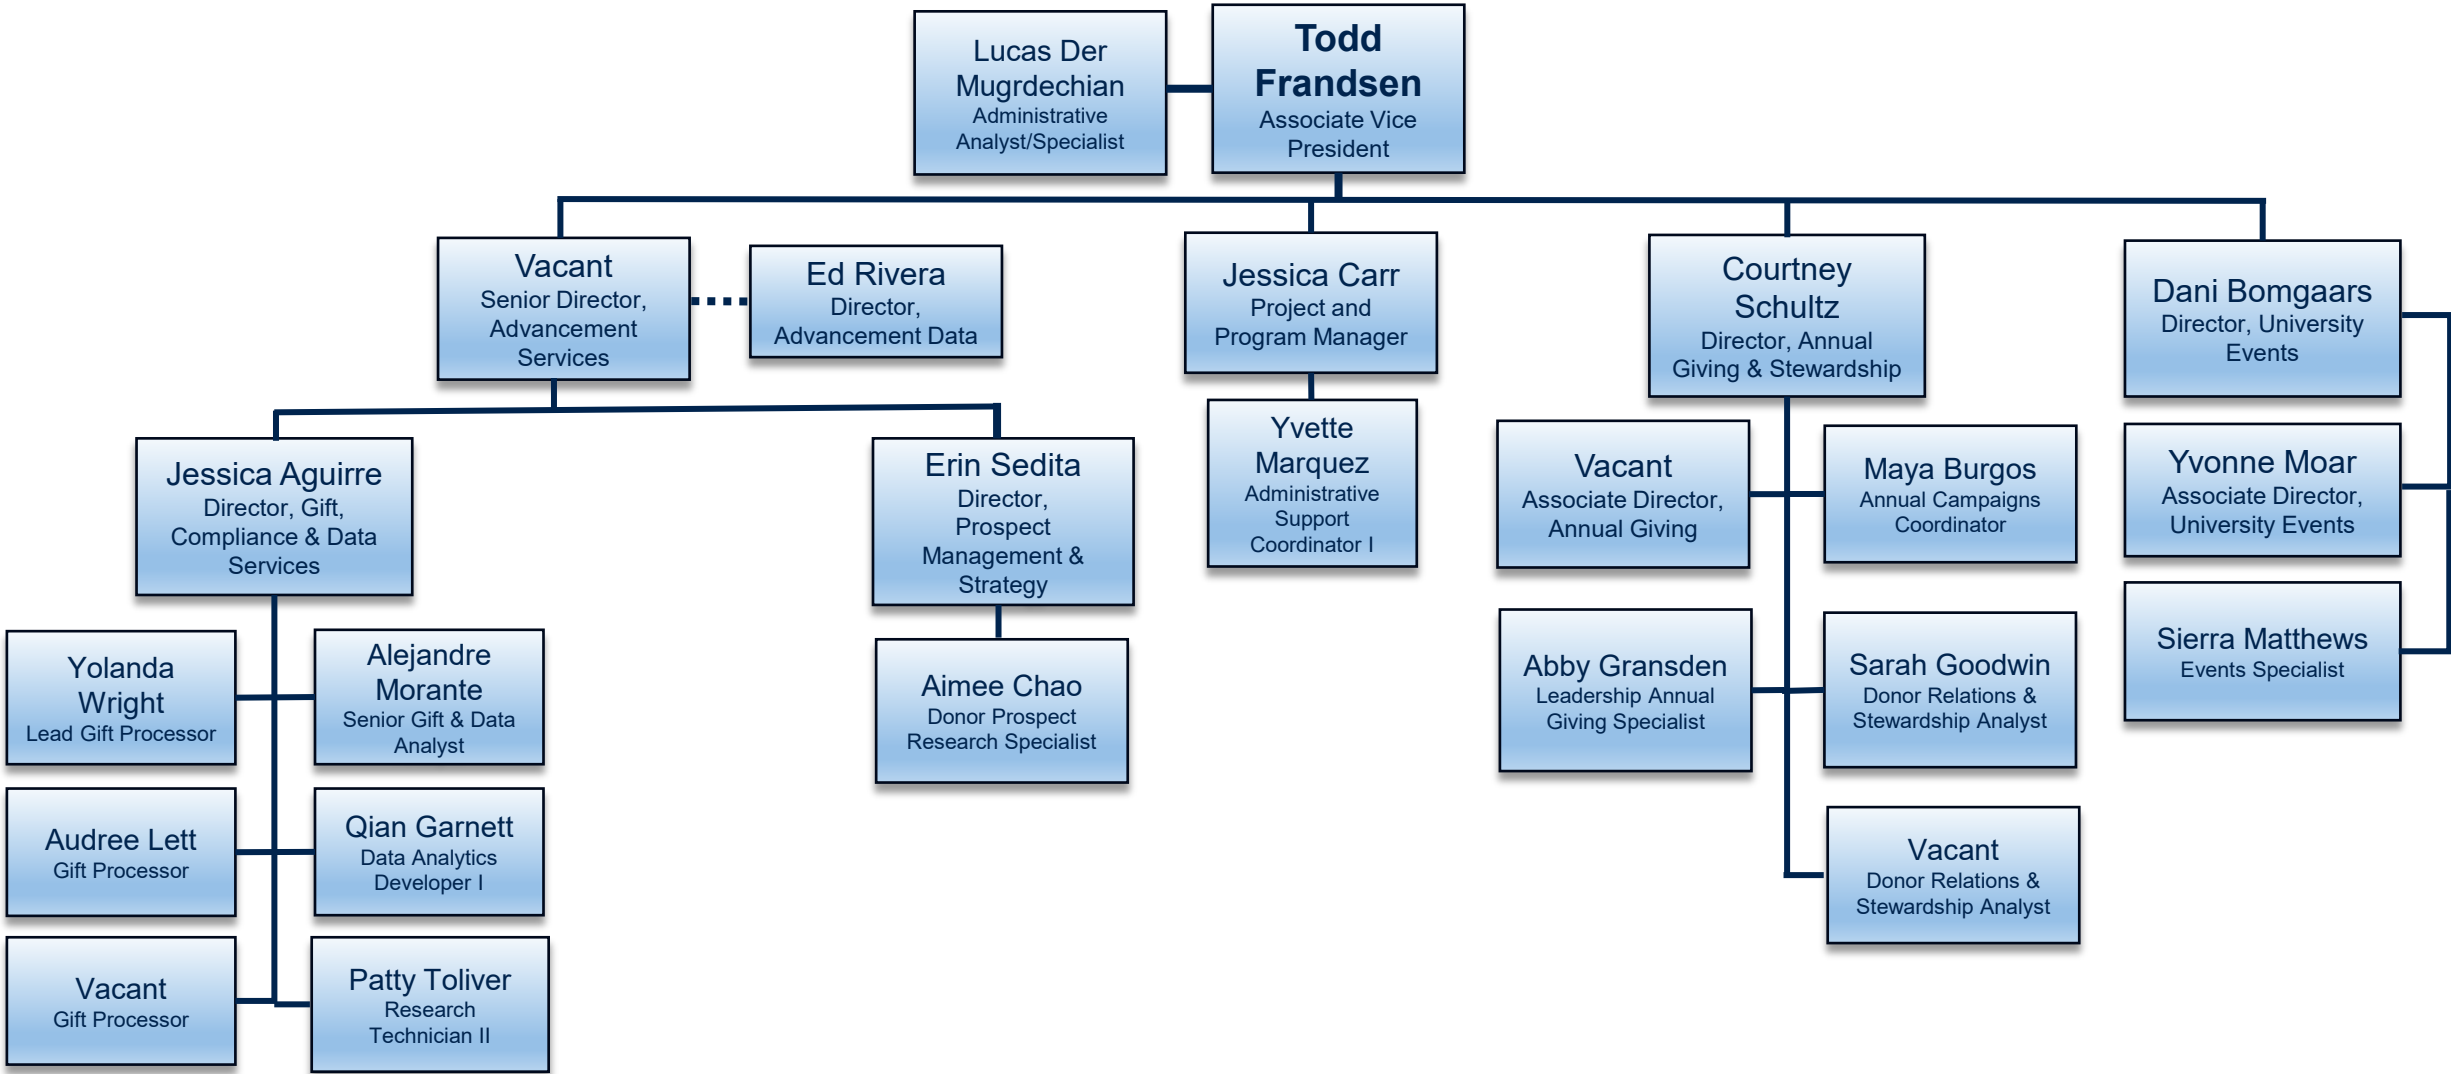 Lucas Der
Mugrdechian
Administrative
Analyst/Specialist
Todd
Frandsen
Associate Vice
President
Vacant
Senior Director,
Advancement
Services
Ed Rivera
Director,
Advancement Data
Jessica Carr
Project and
Program Manager
Courtney
Schultz
Director, Annual
Giving & Stewardship
Dani Bomgaars
Director, University
Events
Jessica Aguirre
Director, Gift,
Compliance & Data
Services
Erin Sedita
Director,
Prospect
Management &
Strategy
Yvette
Marquez
Administrative
Support
Coordinator I
Vacant
Associate Director,
Annual Giving
Maya Burgos
Annual Campaigns
Coordinator
Yvonne Moar
Associate Director,
University Events
Yolanda
Wright
Lead Gift Processor
Alejandre
Morante
Senior Gift & Data
Analyst
Aimee Chao
Donor Prospect
Research Specialist
Abby Gransden
Leadership Annual
Giving Specialist
Sarah Goodwin
Donor Relations &
Stewardship Analyst
Sierra Matthews
Events Specialist
Audree Lett
Gift Processor
Qian Garnett
Data Analytics
Developer I
Vacant
Donor Relations &
Stewardship Analyst
Vacant
Gift Processor
Patty Toliver
Research
Technician II